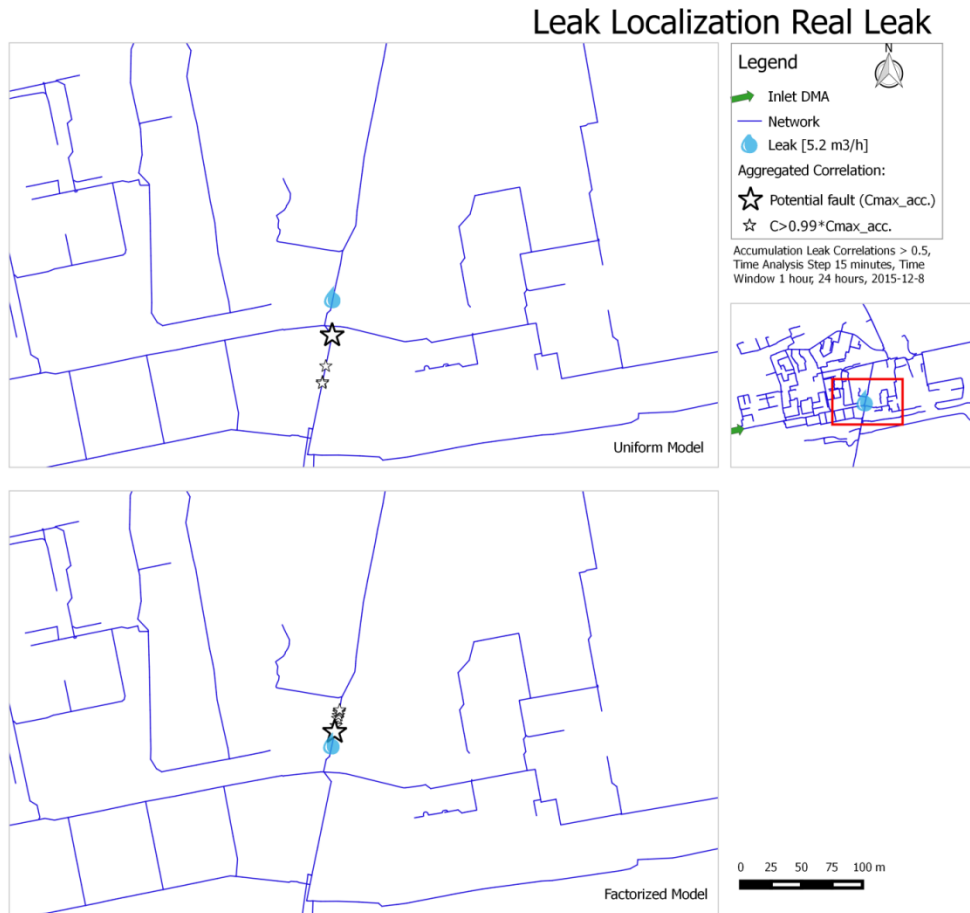 Leak Localization Real Leak
Legend
N
Inlet DMA
Network
Leak [5.2 m3/h]
Aggregated Correlation:
Potential fault (Cmax_acc.)
C>0.99*Cmax_acc.
Accumulation Leak Correlations > 0.5,
Time Analysis Step 15 minutes, Time
Window 1 hour, 24 hours, 2015-12-8
Uniform Model
Factorized Model
0 25 50 75 100 m